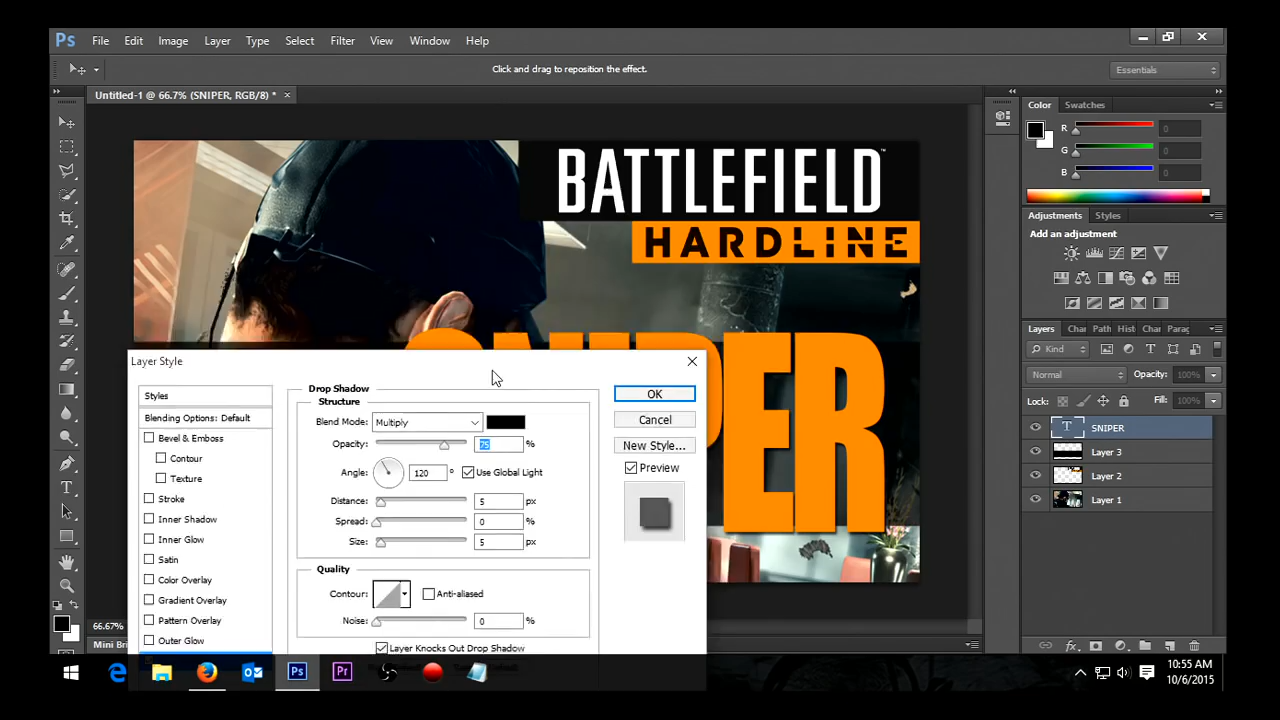 Ps File Edit Image Layer Type Select Filter View Window Help
Click and drag to reposition the effect.
Essentials
Untitled-1 @ 66.7% (SNIPER, RGB/8) * ×
BATTLEFIELD™
HARDLINE
SNIPER
Layer Style
Styles
Blending Options: Default
Bevel & Emboss
Contour
Texture
Stroke
Inner Shadow
Inner Glow
Satin
Color Overlay
Gradient Overlay
Pattern Overlay
Outer Glow
Drop Shadow
Structure
Blend Mode: Multiply
Opacity: 75 %
Angle: 120 ° Use Global Light
Distance: 5 px
Spread: 0 %
Size: 5 px
Quality
Contour: Anti-aliased
Noise: 0 %
Layer Knocks Out Drop Shadow
OK
Cancel
New Style...
Preview
Color Swatches
R 0
G 0
B 0
Adjustments Styles
Add an adjustment
Layers Char Path Hist Char Parag
Kind
Normal Opacity: 100%
Lock: Fill: 100%
SNIPER
Layer 3
Layer 2
Layer 1
66.67%
Mini Bri
Ps Pr
10:55 AM
10/6/2015